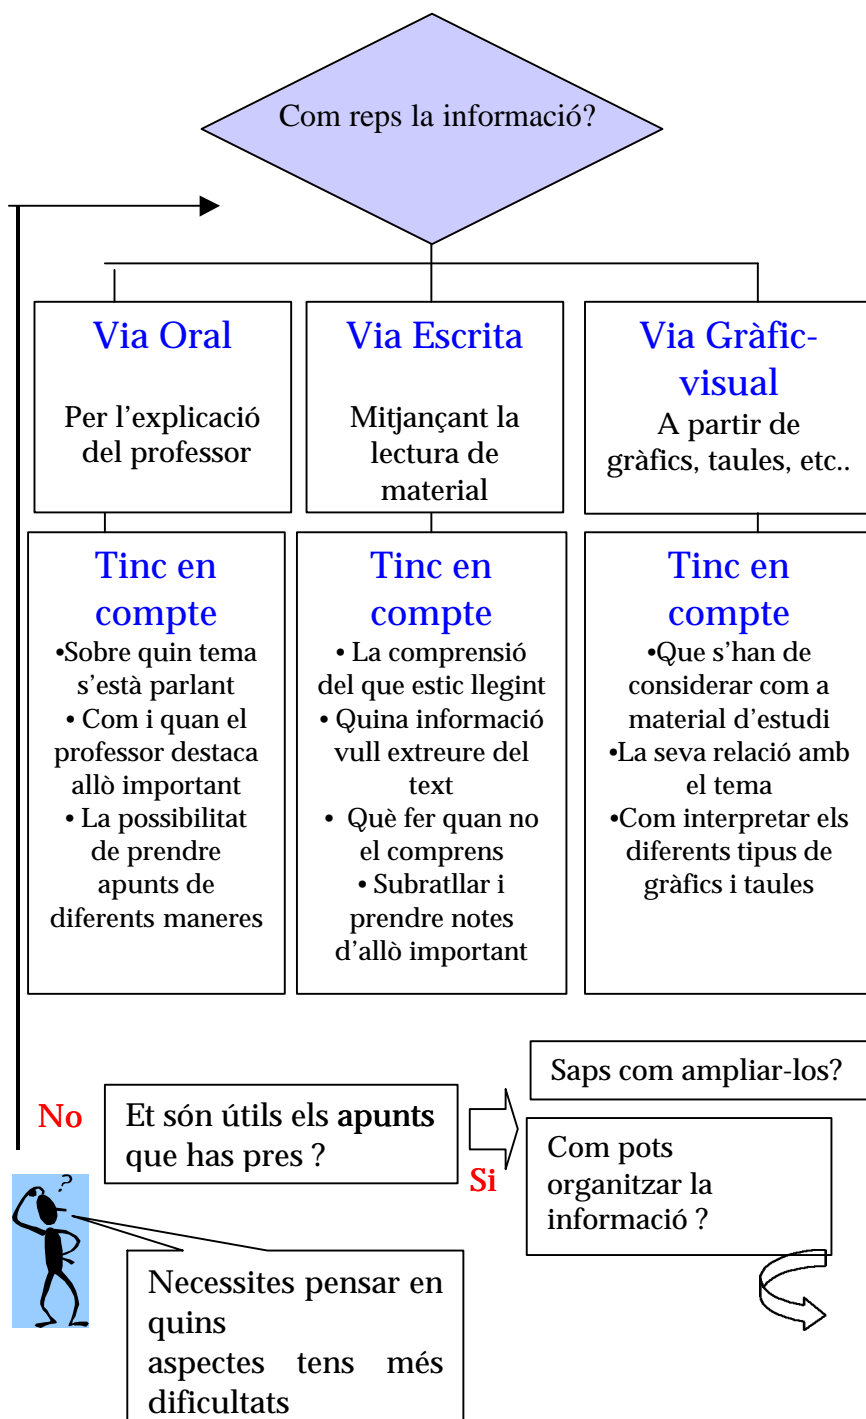 Com reps la informació?
Via Oral
Per l'explicació
del professor
Via Escrita
Mitjançant la
lectura de
material
Via Gràfic-
visual
A partir de
gràfics, taules, etc..
Tinc en
compte
•Sobre quin tema
s'està parlant
• Com i quan el
professor destaca
allò important
• La possibilitat
de prendre
apunts de
diferents maneres
Tinc en
compte
• La comprensió
del que estic llegint
• Quina informació
vull extreure del
text
• Què fer quan no
el comprens
• Subratllar i
prendre notes
d'allò important
Tinc en
compte
•Que s'han de
considerar com a
material d'estudi
•La seva relació amb
el tema
•Com interpretar els
diferents tipus de
gràfics i taules
No
Et són útils els apunts
que has pres ?
Si
Saps com ampliar-los?
Com pots
organitzar la
informació ?
?
Necessites pensar en
quins
aspectes tens més
dificultats